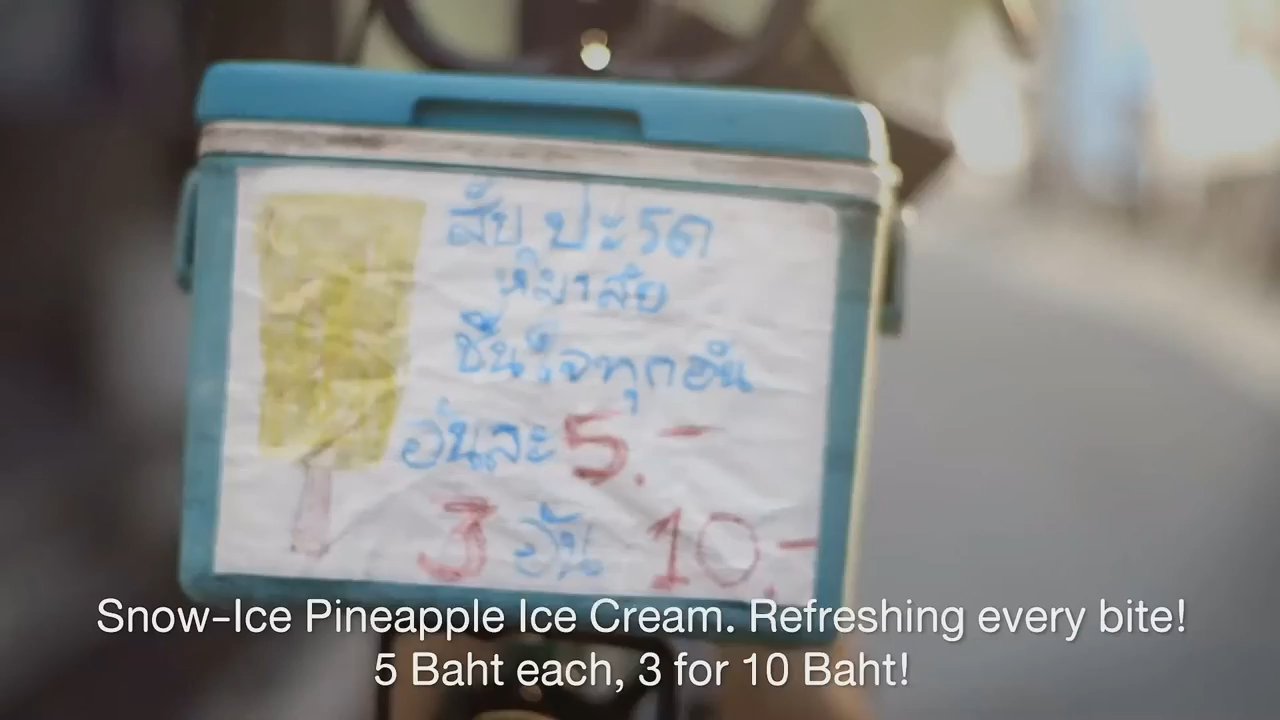 สับปะรด
หิมาลัย
ชื่นใจทุกอัน
อันละ 5.-
3 อัน 10.-
Snow-Ice Pineapple Ice Cream. Refreshing every bite!
5 Baht each, 3 for 10 Baht!